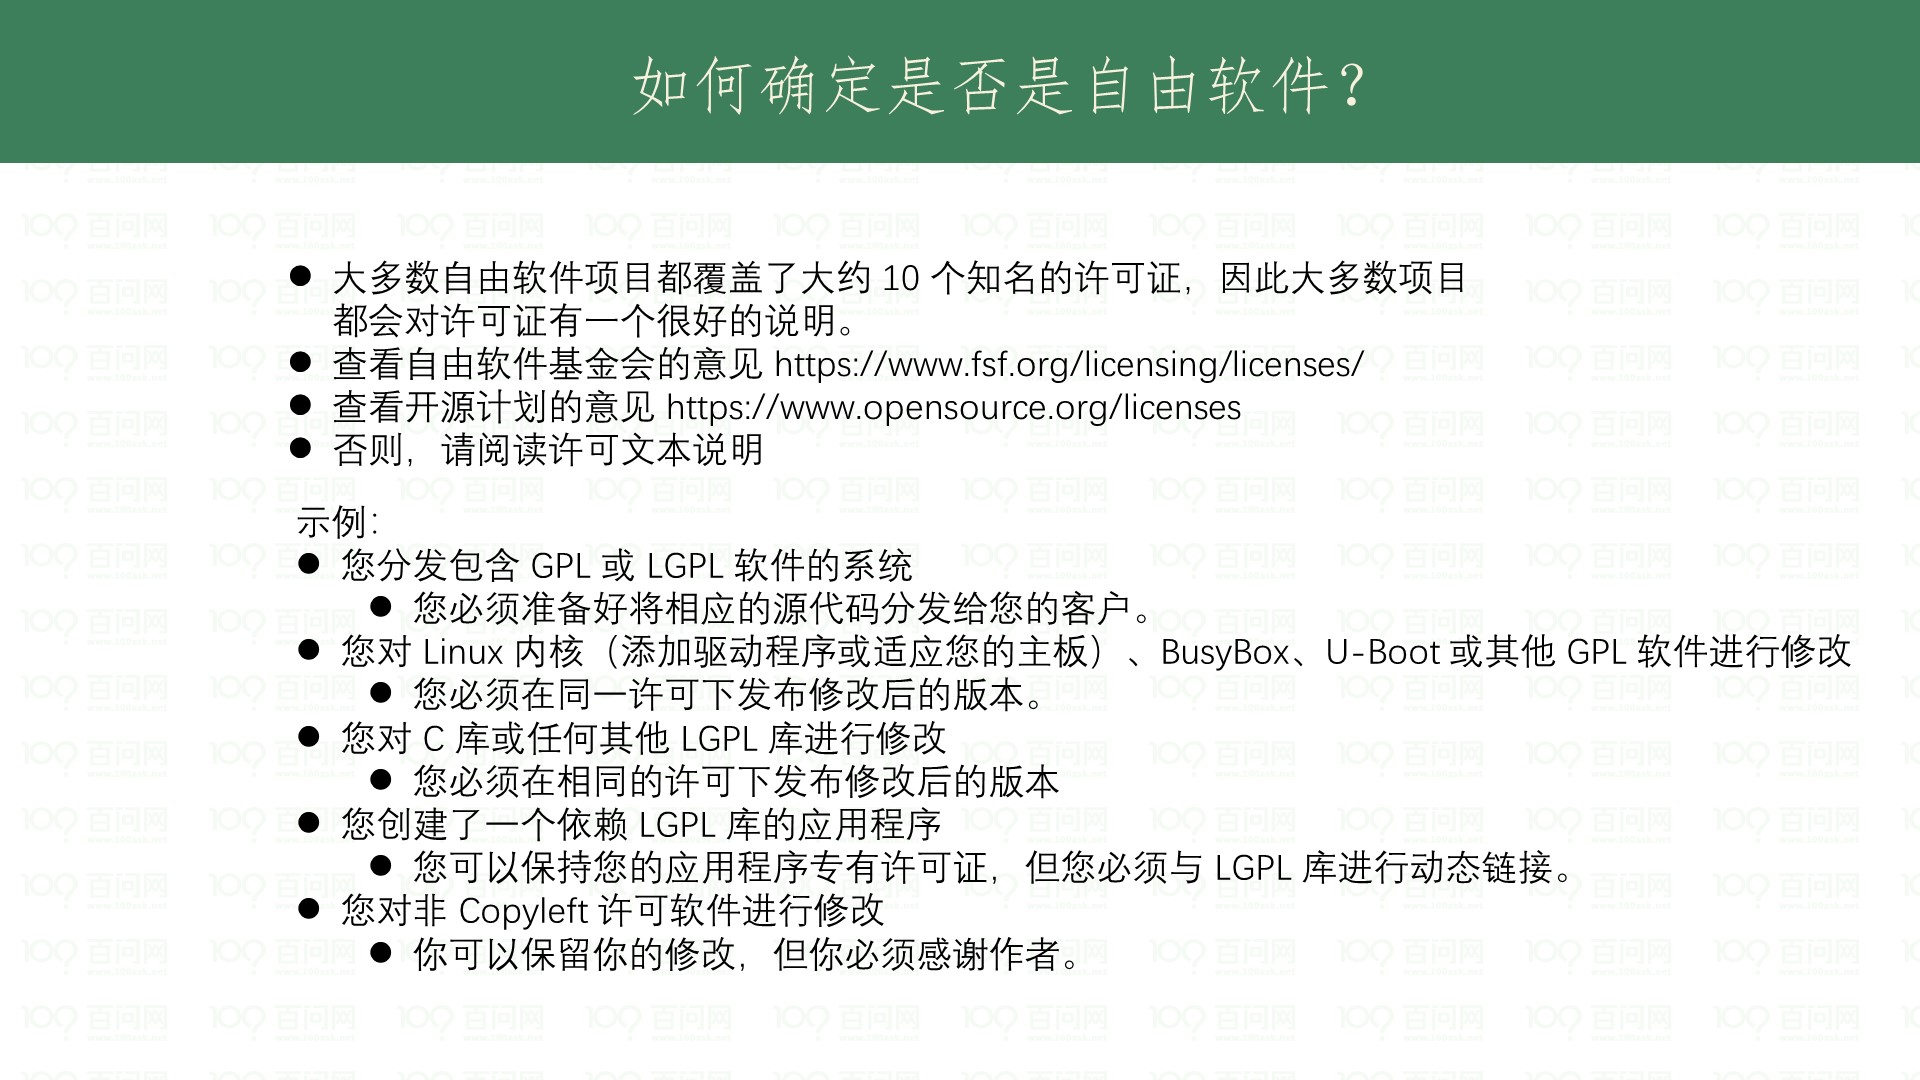 如何确定是否是自由软件？
大多数自由软件项目都覆盖了大约 10 个知名的许可证，因此大多数项目
都会对许可证有一个很好的说明。
查看自由软件基金会的意见 https://www.fsf.org/licensing/licenses/
查看开源计划的意见 https://www.opensource.org/licenses
否则，请阅读许可文本说明
示例：
您分发包含 GPL 或 LGPL 软件的系统
您必须准备好将相应的源代码分发给您的客户。
您对 Linux 内核（添加驱动程序或适应您的主板）、BusyBox、U-Boot 或其他 GPL 软件进行修改
您必须在同一许可下发布修改后的版本。
您对 C 库或任何其他 LGPL 库进行修改
您必须在相同的许可下发布修改后的版本
您创建了一个依赖 LGPL 库的应用程序
您可以保持您的应用程序专有许可证，但您必须与 LGPL 库进行动态链接。
您对非 Copyleft 许可软件进行修改
你可以保留你的修改，但你必须感谢作者。